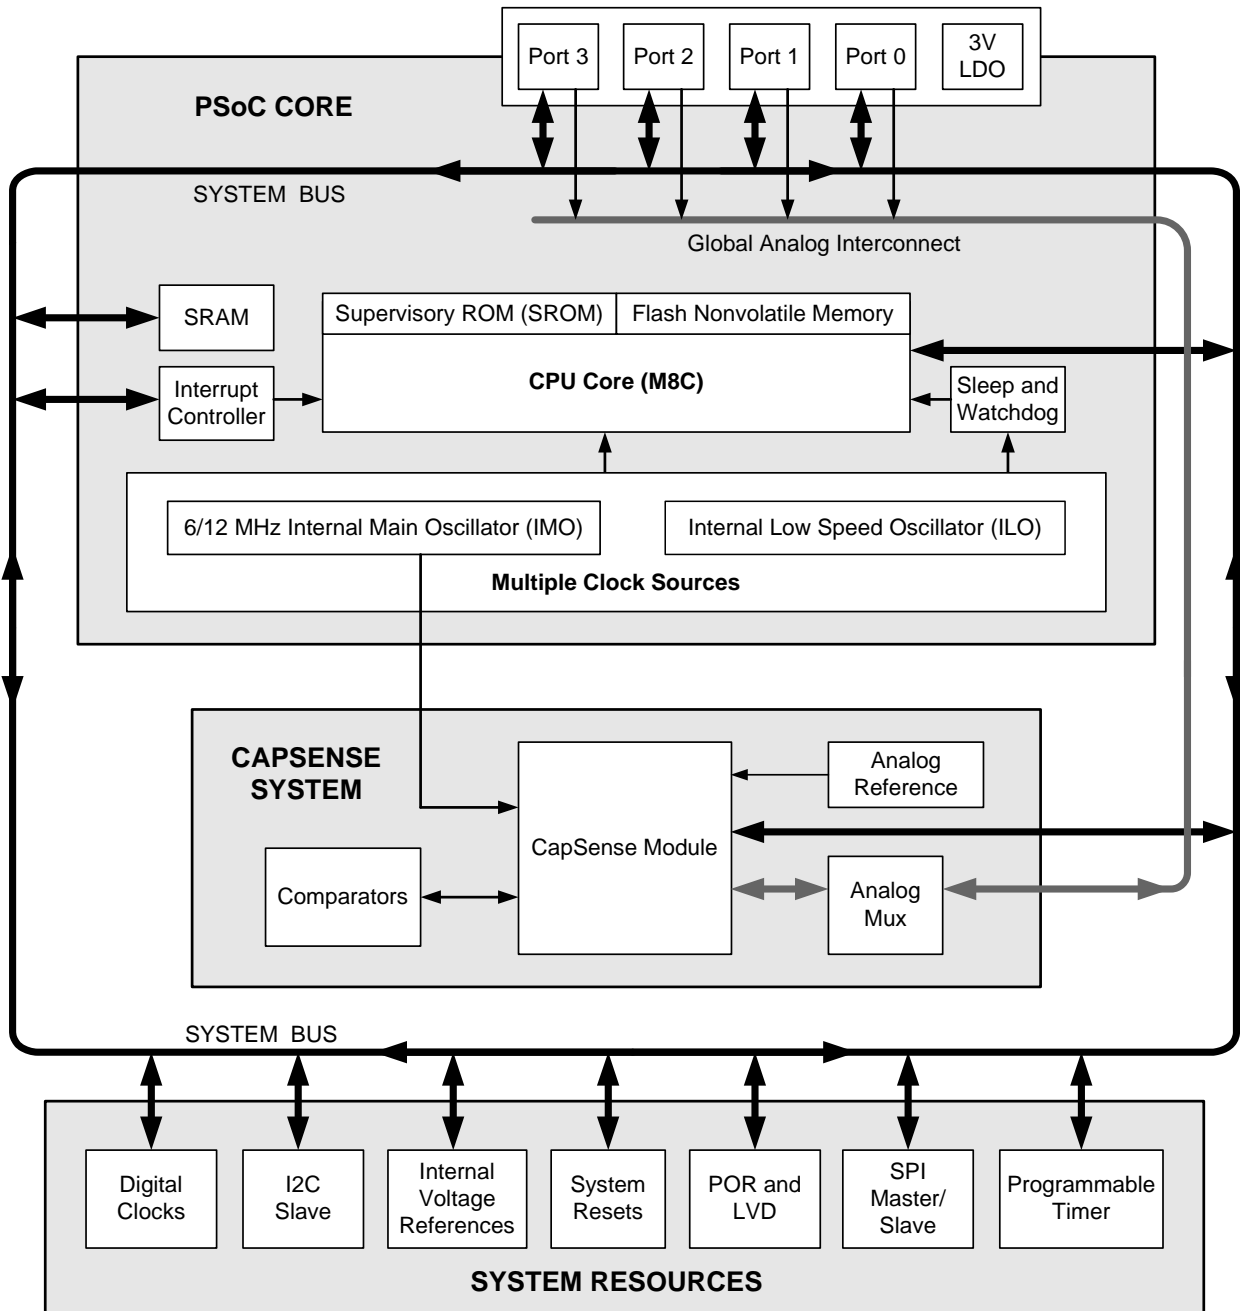 Port 3
Port 2
Port 1
Port 0
3V
LDO
PSoC CORE
SYSTEM BUS
Global Analog Interconnect
SRAM
Supervisory ROM (SROM)
Flash Nonvolatile Memory
CPU Core (M8C)
Interrupt
Controller
Sleep and
Watchdog
6/12 MHz Internal Main Oscillator (IMO)
Internal Low Speed Oscillator (ILO)
Multiple Clock Sources
CAPSENSE
SYSTEM
Analog
Reference
CapSense Module
Comparators
Analog
Mux
SYSTEM BUS
Digital
Clocks
I2C
Slave
Internal
Voltage
References
System
Resets
POR and
LVD
SPI
Master/
Slave
Programmable
Timer
SYSTEM RESOURCES